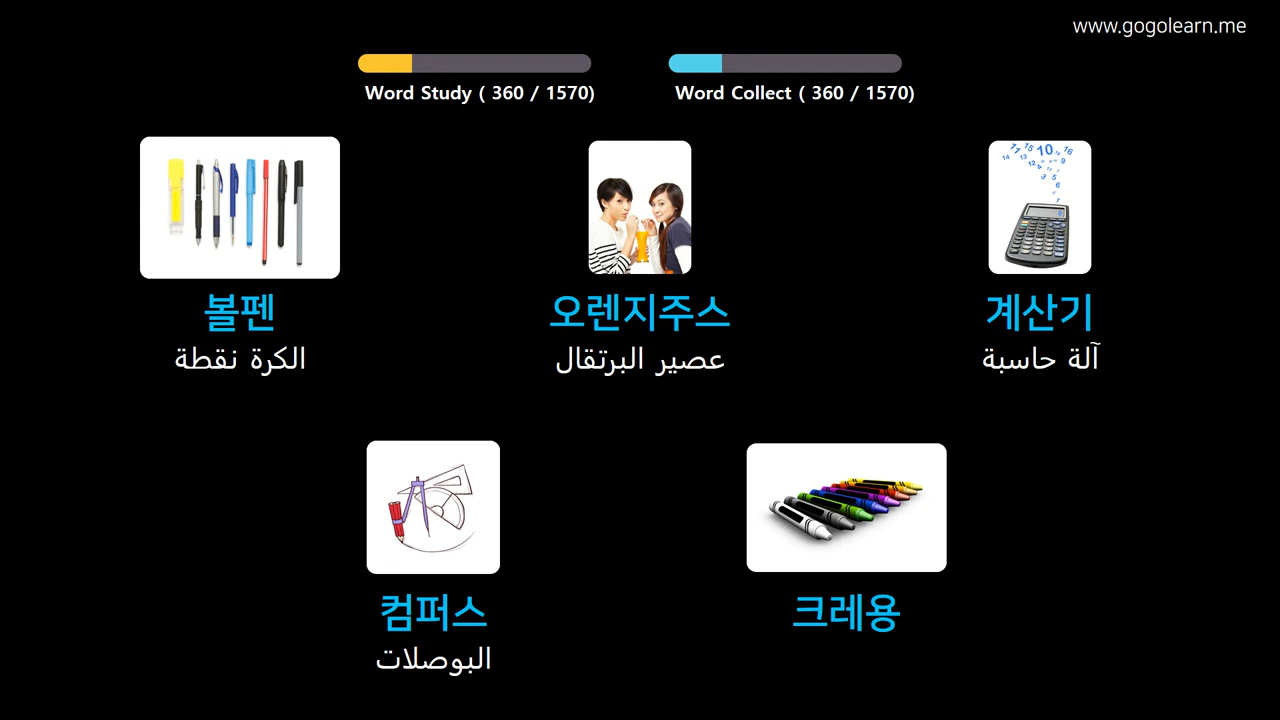 www.gogolearn.me
Word Study ( 360 / 1570)
Word Collect ( 360 / 1570)
볼펜
الكرة نقطة
오렌지주스
عصير البرتقال
계산기
آلة حاسبة
컴퍼스
البوصلات
크레용